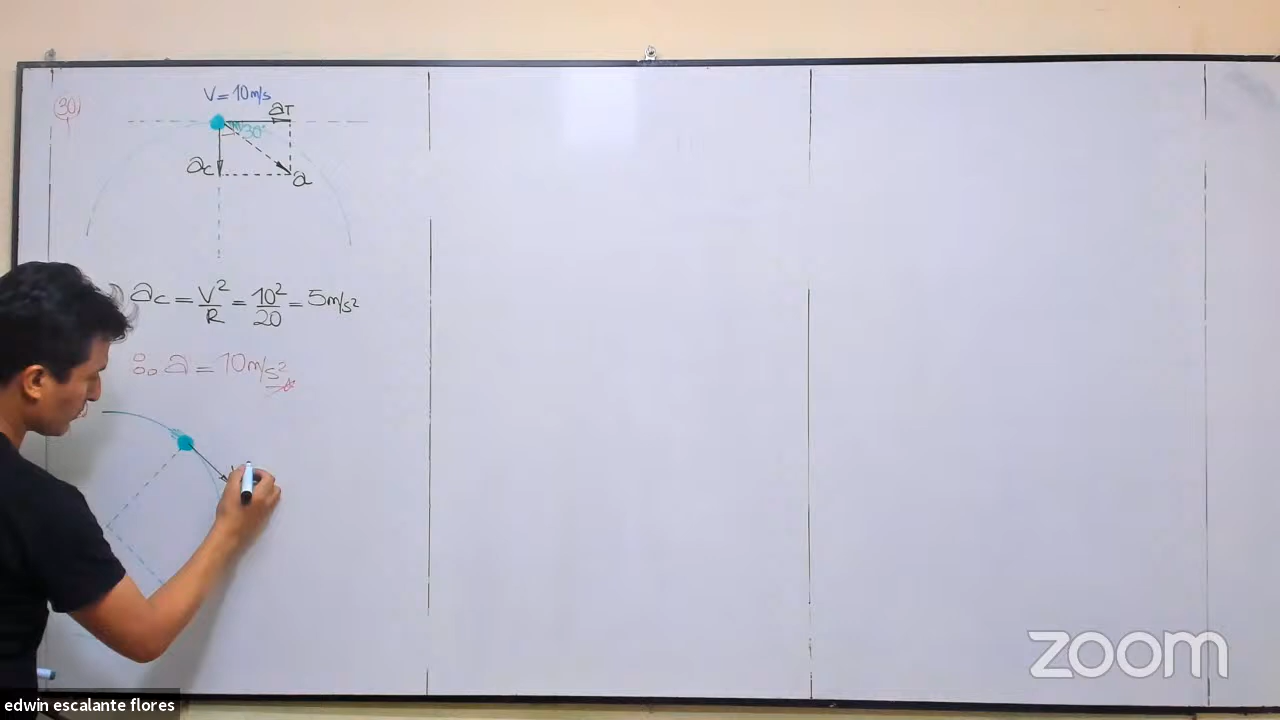 30)
V = 10m/s
aT
30°
ac
a
ac = V²/R = 10²/20 = 5m/s²
∴ a = 10m/s²
zoom
edwin escalante flores